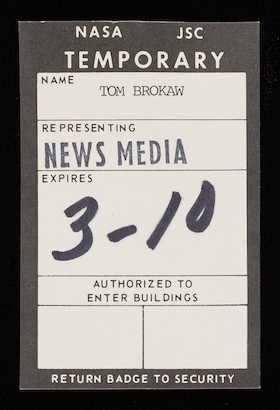 NASA JSC
TEMPORARY
NAME
TOM BROKAW
REPRESENTING
NEWS MEDIA
EXPIRES
3-10
AUTHORIZED TO
ENTER BUILDINGS
RETURN BADGE TO SECURITY